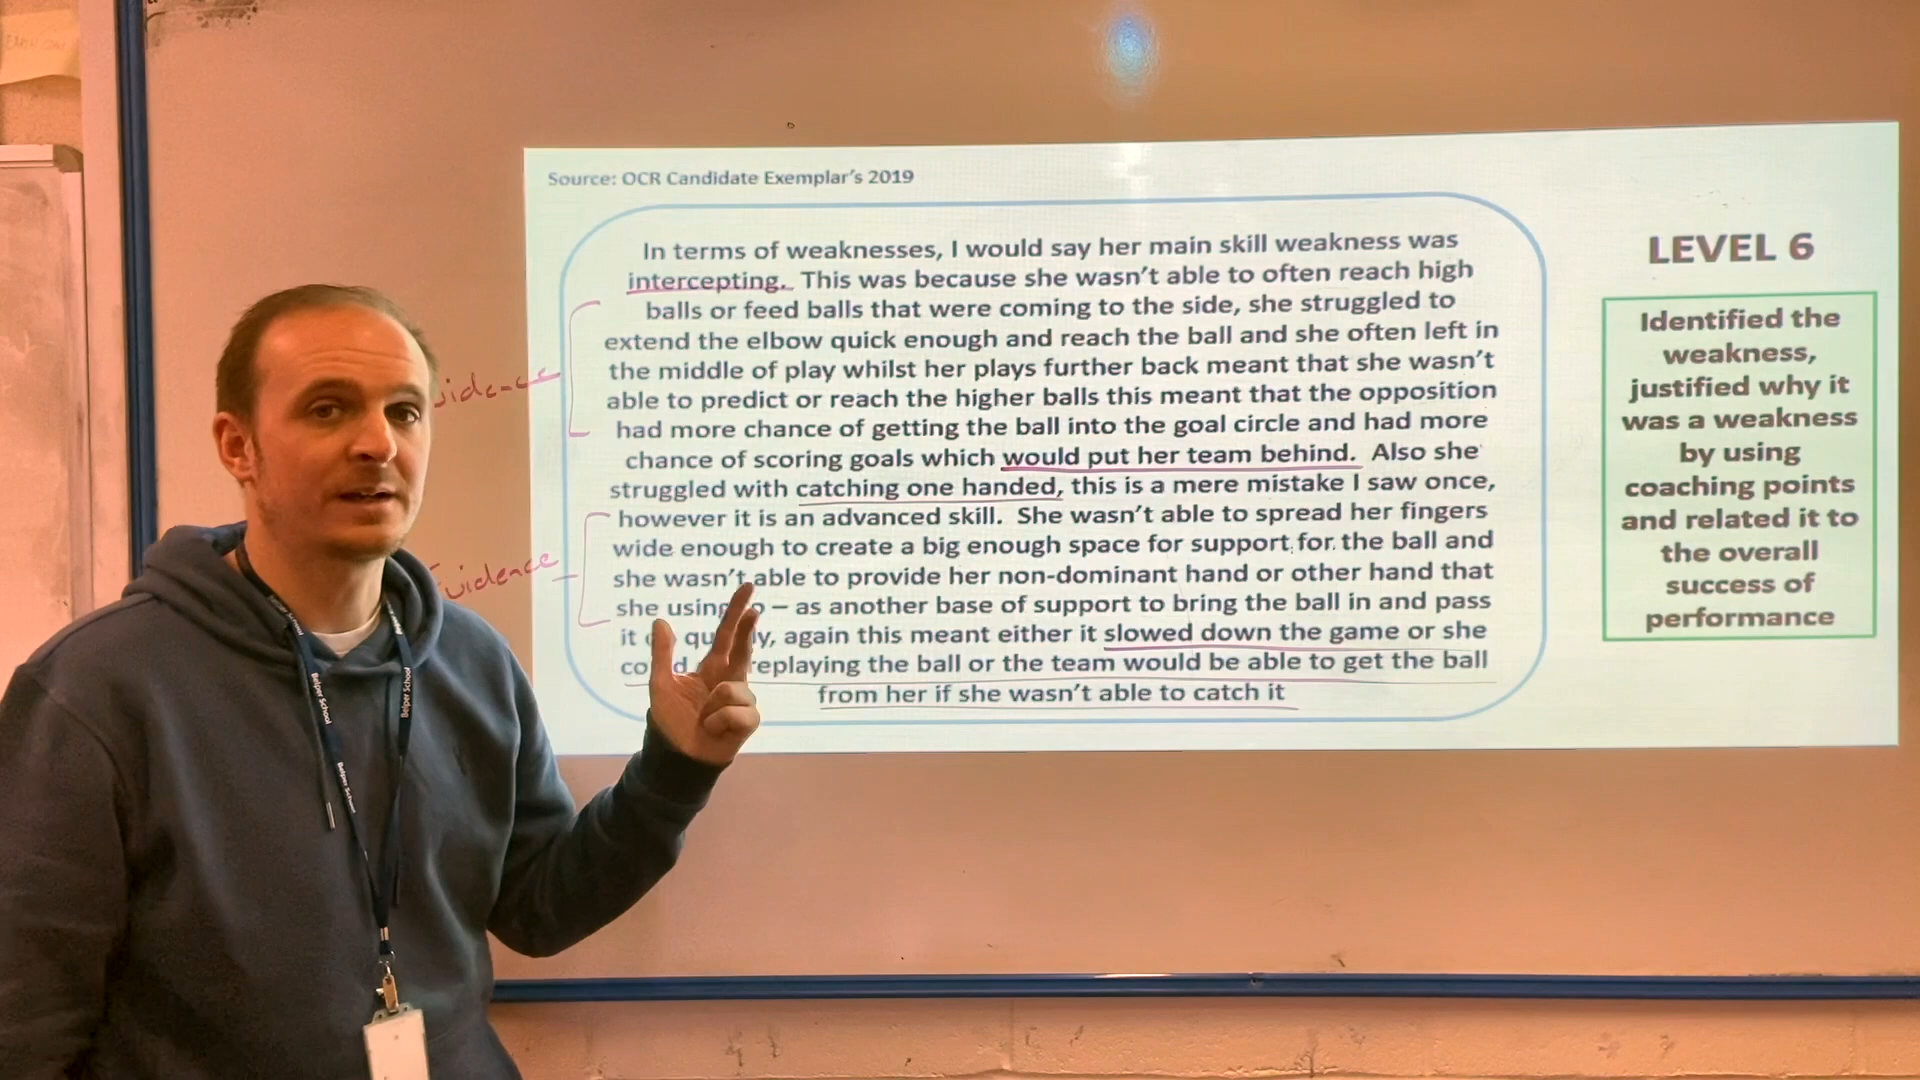 Source: OCR Candidate Exemplar's 2019
In terms of weaknesses, I would say her main skill weakness was
intercepting. This was because she wasn't able to often reach high
balls or feed balls that were coming to the side, she struggled to
extend the elbow quick enough and reach the ball and she often left in
the middle of play whilst her plays further back meant that she wasn't
able to predict or reach the higher balls this meant that the opposition
had more chance of getting the ball into the goal circle and had more
chance of scoring goals which would put her team behind. Also she
struggled with catching one handed, this is a mere mistake I saw once,
however it is an advanced skill. She wasn't able to spread her fingers
wide enough to create a big enough space for support for the ball and
she wasn't able to provide her non-dominant hand or other hand that
she using – as another base of support to bring the ball in and pass
it again this meant either it slowed down the game or she
replaying the ball or the team would be able to get the ball
from her if she wasn't able to catch it
LEVEL 6
Identified the
weakness,
justified why it
was a weakness
by using
coaching points
and related it to
the overall
success of
performance
Evidence
Belper School
Belper School
Belper School